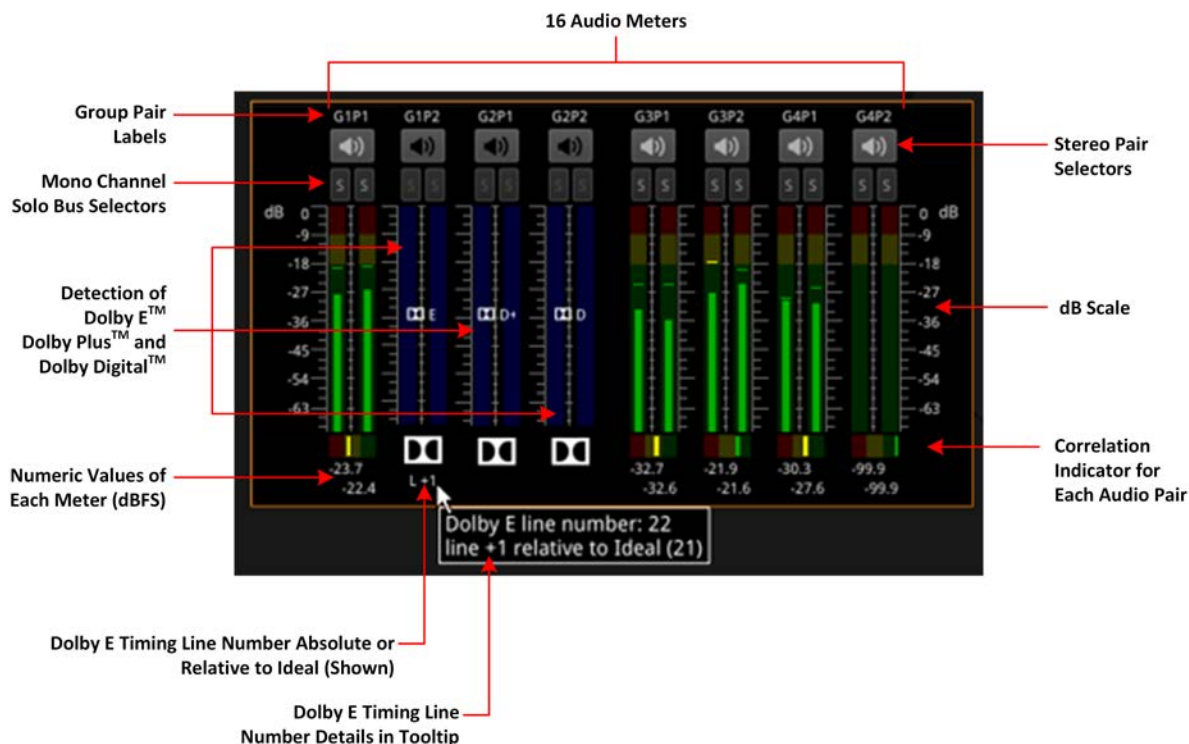 16 Audio Meters
Group Pair
Labels
G1P1 G1P2 G2P1 G2P2 G3P1 G3P2 G4P1 G4P2
Stereo Pair
Selectors
Mono Channel
Solo Bus Selectors
S S S S S S S S S S S S S S S S
dB 0 0 dB
-9 -9
-18 -18
-27 -27
-36 -36
-45 -45
-54 -54
-63 -63
E D+ D
Detection of
Dolby E™
Dolby Plus™ and
Dolby Digital™
dB Scale
Correlation
Indicator for
Each Audio Pair
Numeric Values of
Each Meter (dBFS)
-23.7 -32.7 -21.9 -30.3 -99.9
-22.4 -32.6 -21.6 -27.6 -99.9
L +1
Dolby E line number: 22
line +1 relative to Ideal (21)
Dolby E Timing Line Number Absolute or
Relative to Ideal (Shown)
Dolby E Timing Line
Number Details in Tooltip